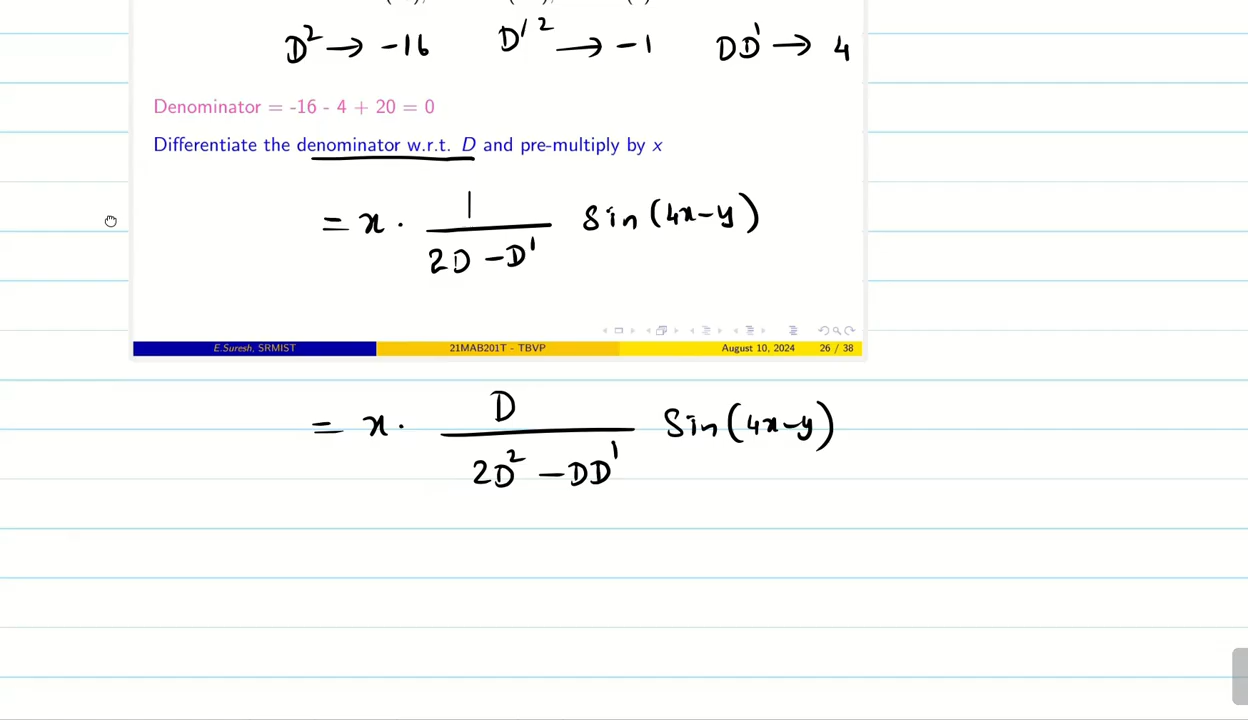 D² → -16 D'² → -1 DD' → 4
Denominator = -16 - 4 + 20 = 0
Differentiate the denominator w.r.t. D and pre-multiply by x
= x · 1 / (2D - D') Sin(4x-y)
E.Suresh, SRMIST 21MAB201T - TBVP August 10, 2024 26 / 38
= x · D / (2D² - DD') Sin(4x-y)